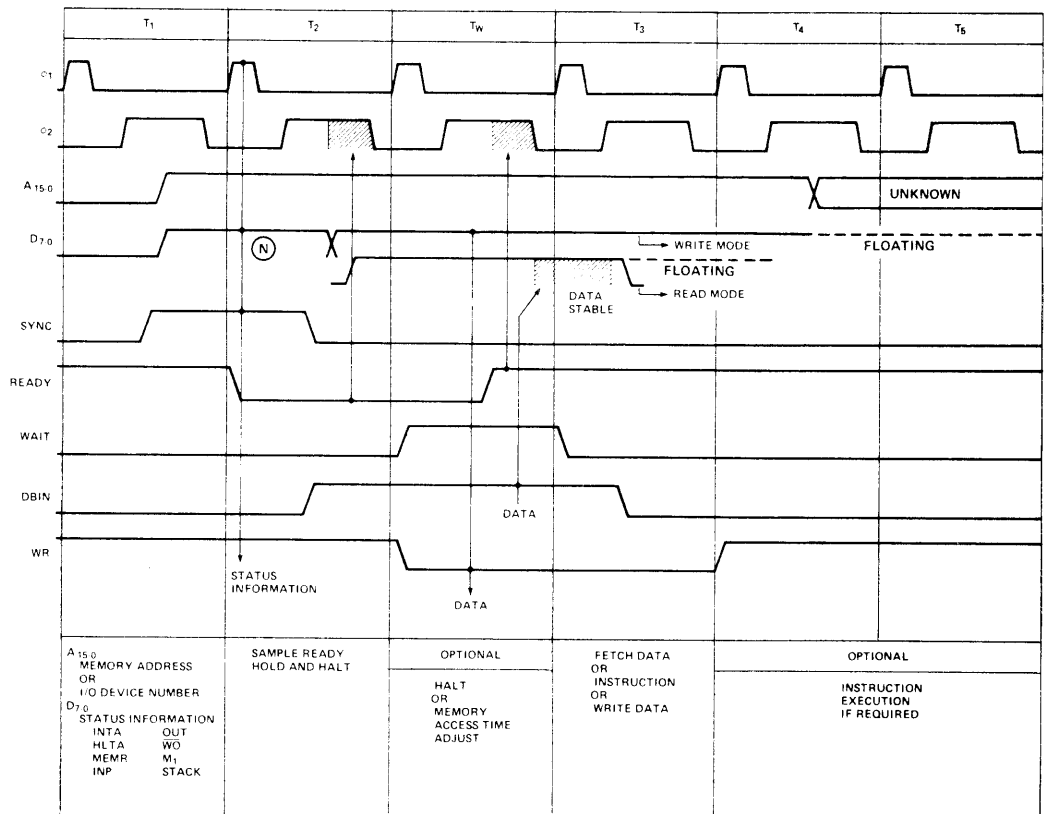 T1 T2 TW T3 T4 T5
φ1
φ2
A15-0
UNKNOWN
D7-0
N
WRITE MODE
FLOATING
FLOATING
DATA
STABLE
READ MODE
SYNC
READY
WAIT
DBIN
DATA
WR
STATUS
INFORMATION
DATA
A15-0
MEMORY ADDRESS
OR
I/O DEVICE NUMBER
D7-0
STATUS INFORMATION
INTA OUT
HLTA W̅O̅
MEMR M1
INP STACK
SAMPLE READY
HOLD AND HALT
OPTIONAL
HALT
OR
MEMORY
ACCESS TIME
ADJUST
FETCH DATA
OR
INSTRUCTION
OR
WRITE DATA
OPTIONAL
INSTRUCTION
EXECUTION
IF REQUIRED